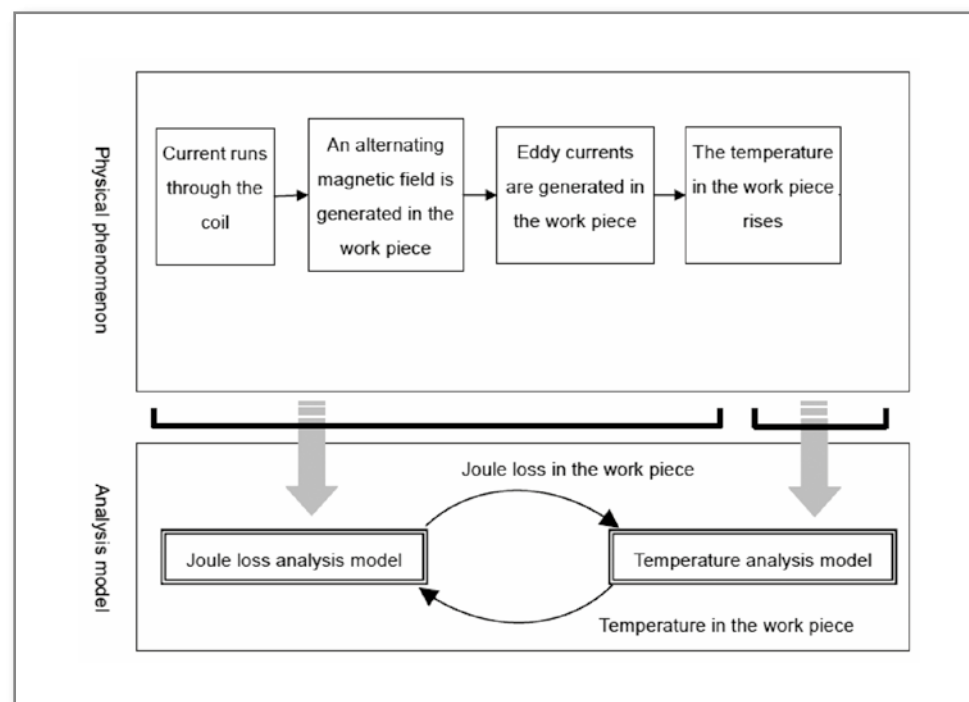 Physical phenomenon
Current runs
through the
coil
An alternating
magnetic field is
generated in the
work piece
Eddy currents
are generated in
the work piece
The temperature
in the work piece
rises
Analysis model
Joule loss in the work piece
Joule loss analysis model
Temperature analysis model
Temperature in the work piece